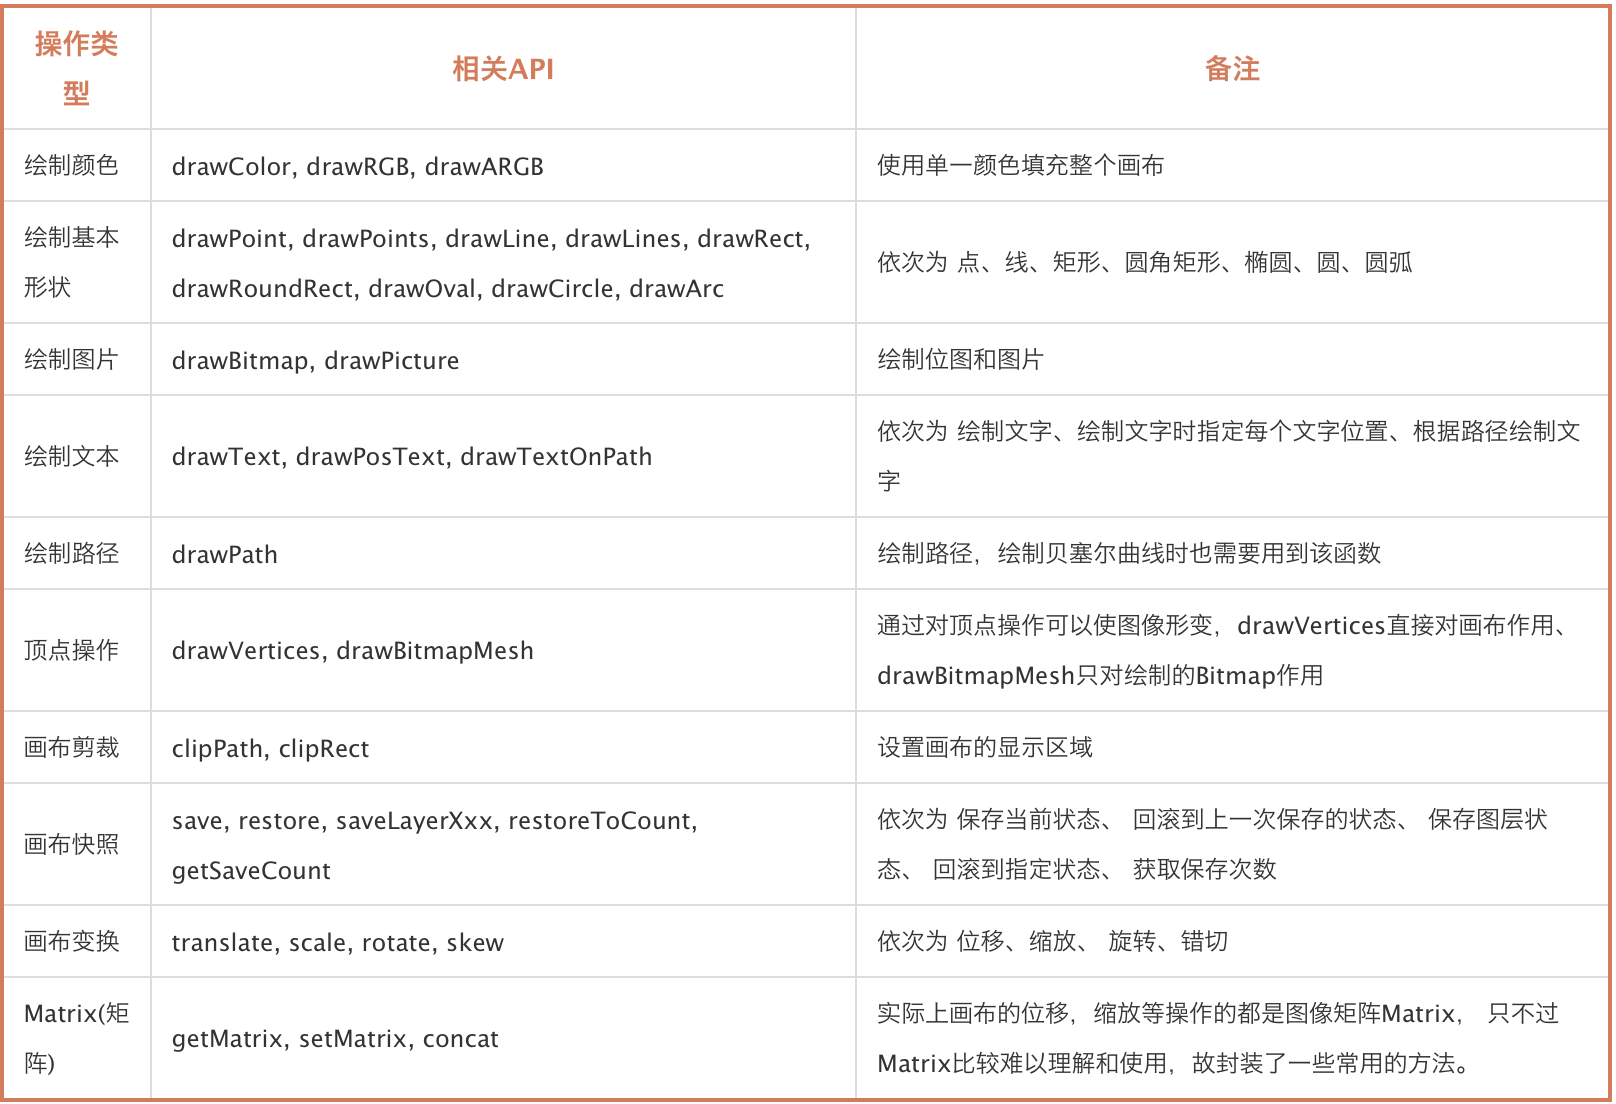 操作类
型
相关API
备注
绘制颜色
drawColor, drawRGB, drawARGB
使用单一颜色填充整个画布
绘制基本
形状
drawPoint, drawPoints, drawLine, drawLines, drawRect,
drawRoundRect, drawOval, drawCircle, drawArc
依次为 点、线、矩形、圆角矩形、椭圆、圆、圆弧
绘制图片
drawBitmap, drawPicture
绘制位图和图片
绘制文本
drawText, drawPosText, drawTextOnPath
依次为 绘制文字、绘制文字时指定每个文字位置、根据路径绘制文
字
绘制路径
drawPath
绘制路径，绘制贝塞尔曲线时也需要用到该函数
顶点操作
drawVertices, drawBitmapMesh
通过对顶点操作可以使图像形变，drawVertices直接对画布作用、
drawBitmapMesh只对绘制的Bitmap作用
画布剪裁
clipPath, clipRect
设置画布的显示区域
画布快照
save, restore, saveLayerXxx, restoreToCount,
getSaveCount
依次为 保存当前状态、 回滚到上一次保存的状态、 保存图层状
态、 回滚到指定状态、 获取保存次数
画布变换
translate, scale, rotate, skew
依次为 位移、缩放、 旋转、错切
Matrix(矩
阵)
getMatrix, setMatrix, concat
实际上画布的位移，缩放等操作的都是图像矩阵Matrix， 只不过
Matrix比较难以理解和使用，故封装了一些常用的方法。